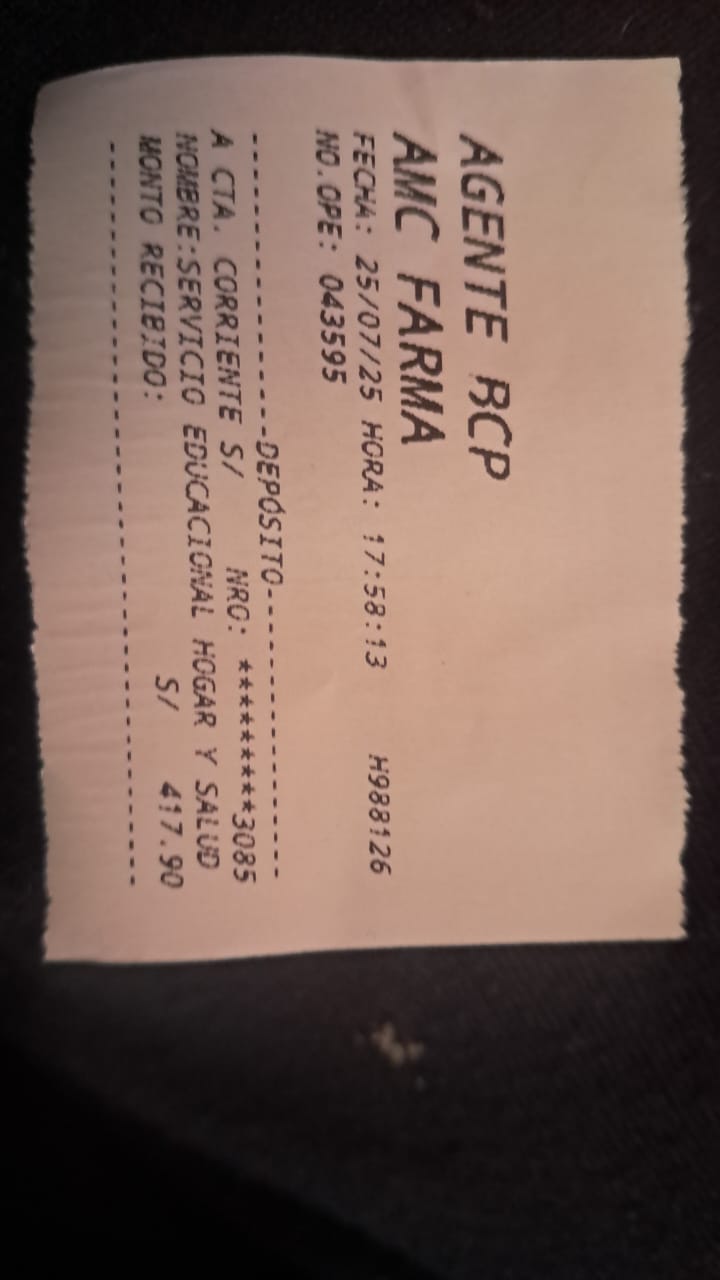 AGENTE BCP
AMC FARMA
FECHA: 25/07/25 HORA: 17:58:13 H988126
NO.OPE: 043595
--------------------DEPÓSITO--------------------
A CTA. CORRIENTE S/ NRO: *********3085
NOMBRE:SERVICIO EDUCACIONAL HOGAR Y SALUD
MONTO RECIBIDO: S/ 417.90
------------------------------------------------